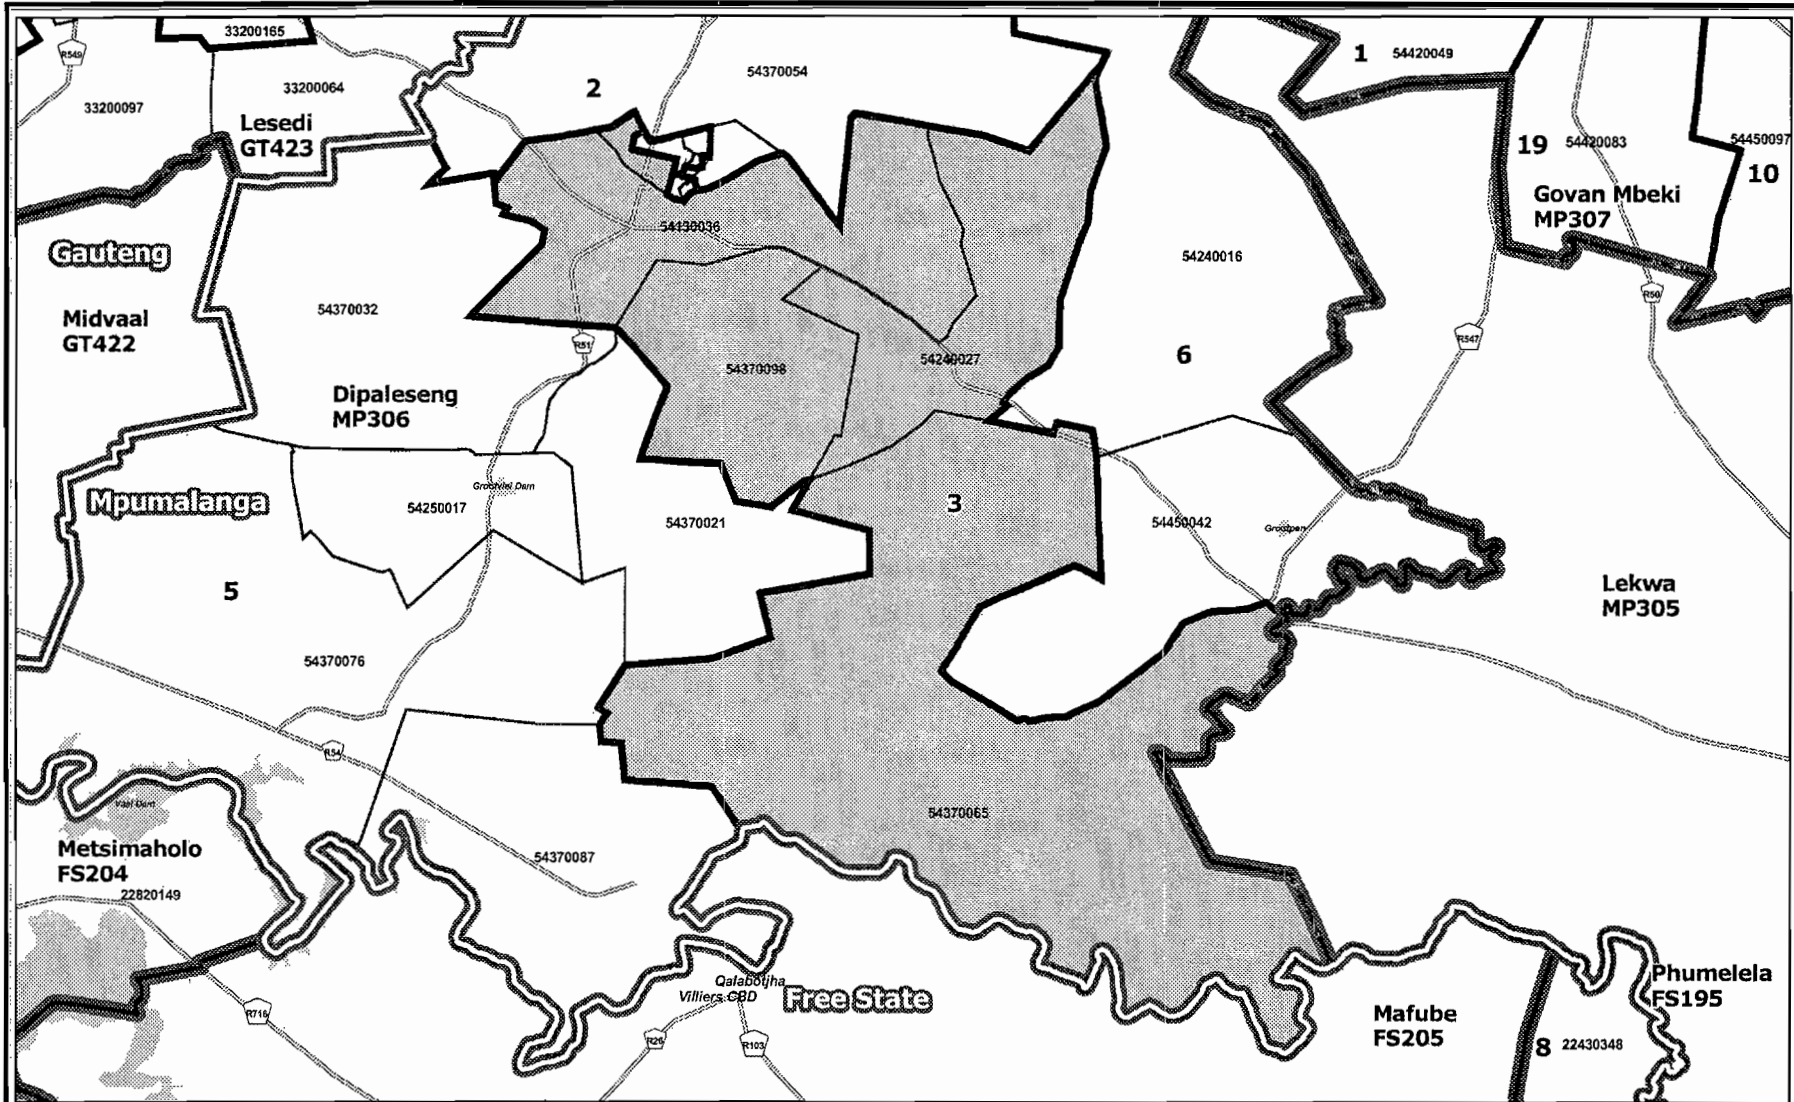 33200165
R549
1
54420049
54370054
2
33200064
33200097
Lesedi
GT423
19
54420083
54450097
10
Govan Mbeki
MP307
54130036
Gauteng
54240016
R50
54370032
Midvaal
GT422
R51
R547
6
54240027
54370098
Dipaleseng
MP306
Grootvlei Dam
Mpumalanga
54250017
3
54370021
54450042
Grootpan
Lekwa
MP305
5
54370076
R54
Vaal Dam
54370065
Metsimaholo
FS204
54370087
22820149
Phumelela
FS195
Qalabotjha
Villiers CBD
Free State
R716
Mafube
FS205
R26
R103
8
22430348